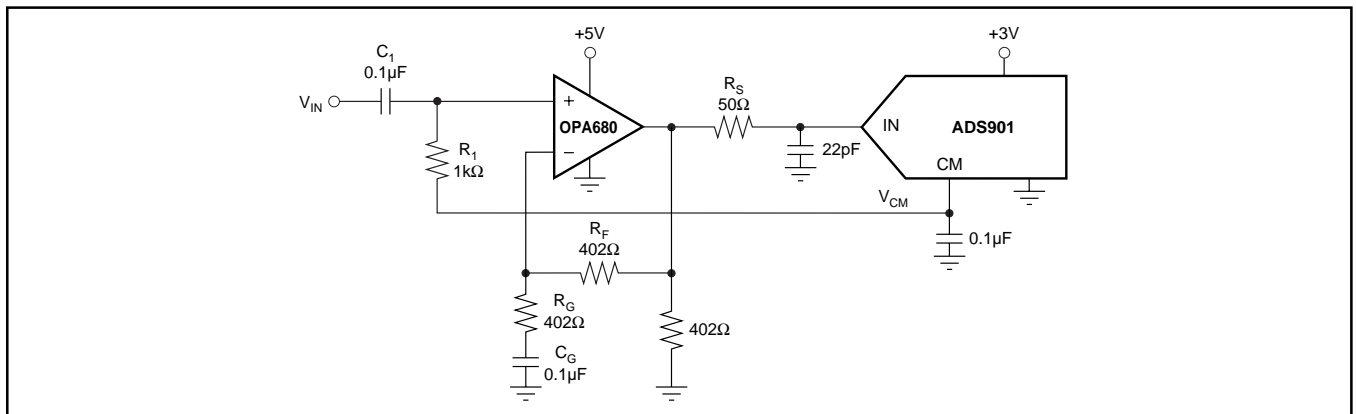 +5V
+3V
C1
0.1µF
VIN
+
OPA680
−
RS
50Ω
IN
ADS901
22pF
CM
R1
1kΩ
VCM
0.1µF
RF
402Ω
RG
402Ω
402Ω
CG
0.1µF